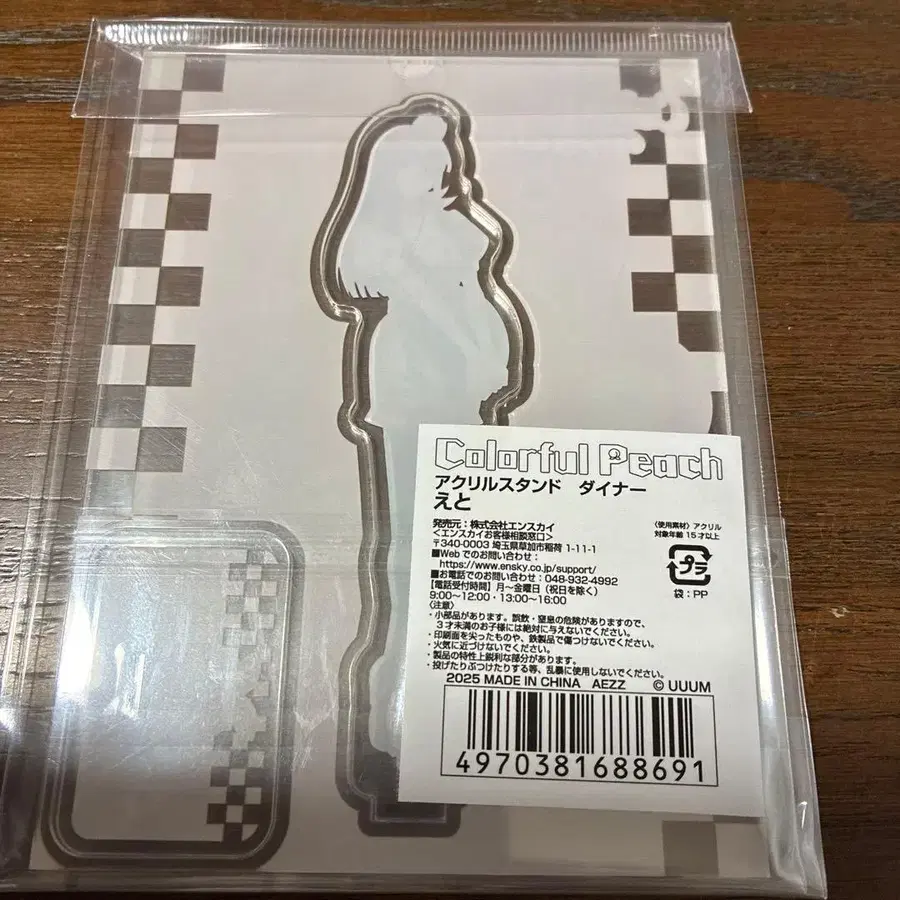 Colorful Peach
アクリルスタンド　ダイナー
えと
発売元：株式会社エンスカイ
＜エンスカイお客様相談窓口＞
〒340-0003 埼玉県草加市稲荷 1-11-1
■Web でのお問い合わせ：
https://www.ensky.co.jp/support/
■お電話でのお問い合わせ：048-932-4992
【電話受付時間】月〜金曜日（祝日を除く）
9:00〜12:00・13:00〜16:00
〈使用素材〉アクリル
対象年齢 15才以上
プラ
袋：PP
〈注意〉
・小部品があります。誤飲・窒息の危険がありますので、
３才未満のお子様には絶対に与えないでください。
・印刷面を尖ったものや、鉄製品で傷つけないでください。
・火気に近づけないでください。
・製品の特性上鋭利な部分があります。
・投げたりぶつけたりする等、乱暴に使用しないでください。
2025 MADE IN CHINA　AEZZ　© UUUM
4970381688691